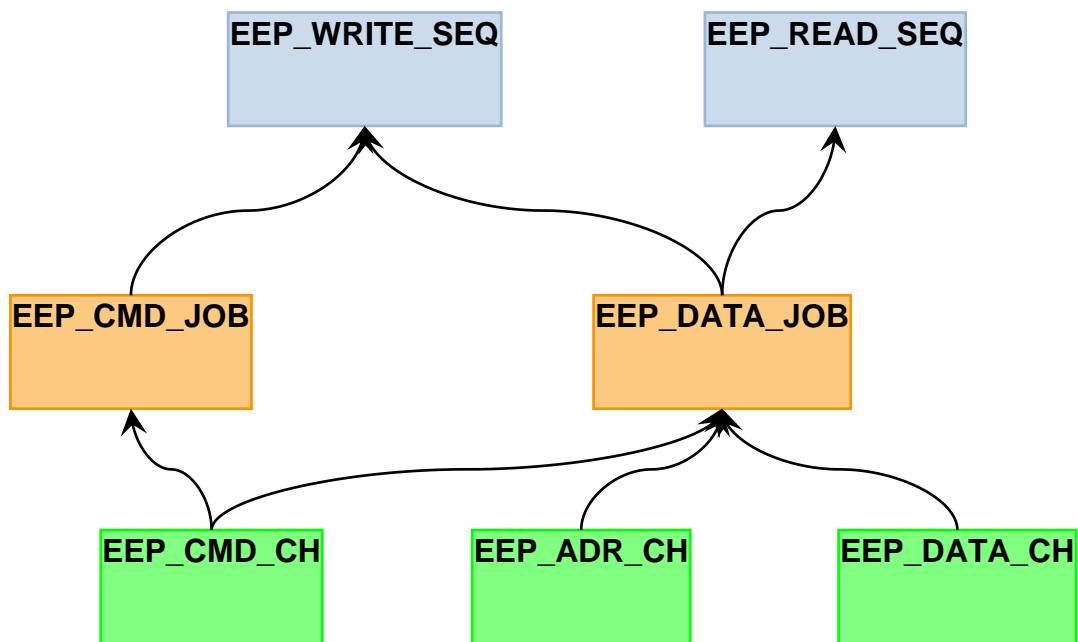 EEP_WRITE_SEQ
EEP_READ_SEQ
EEP_CMD_JOB
EEP_DATA_JOB
EEP_CMD_CH
EEP_ADR_CH
EEP_DATA_CH